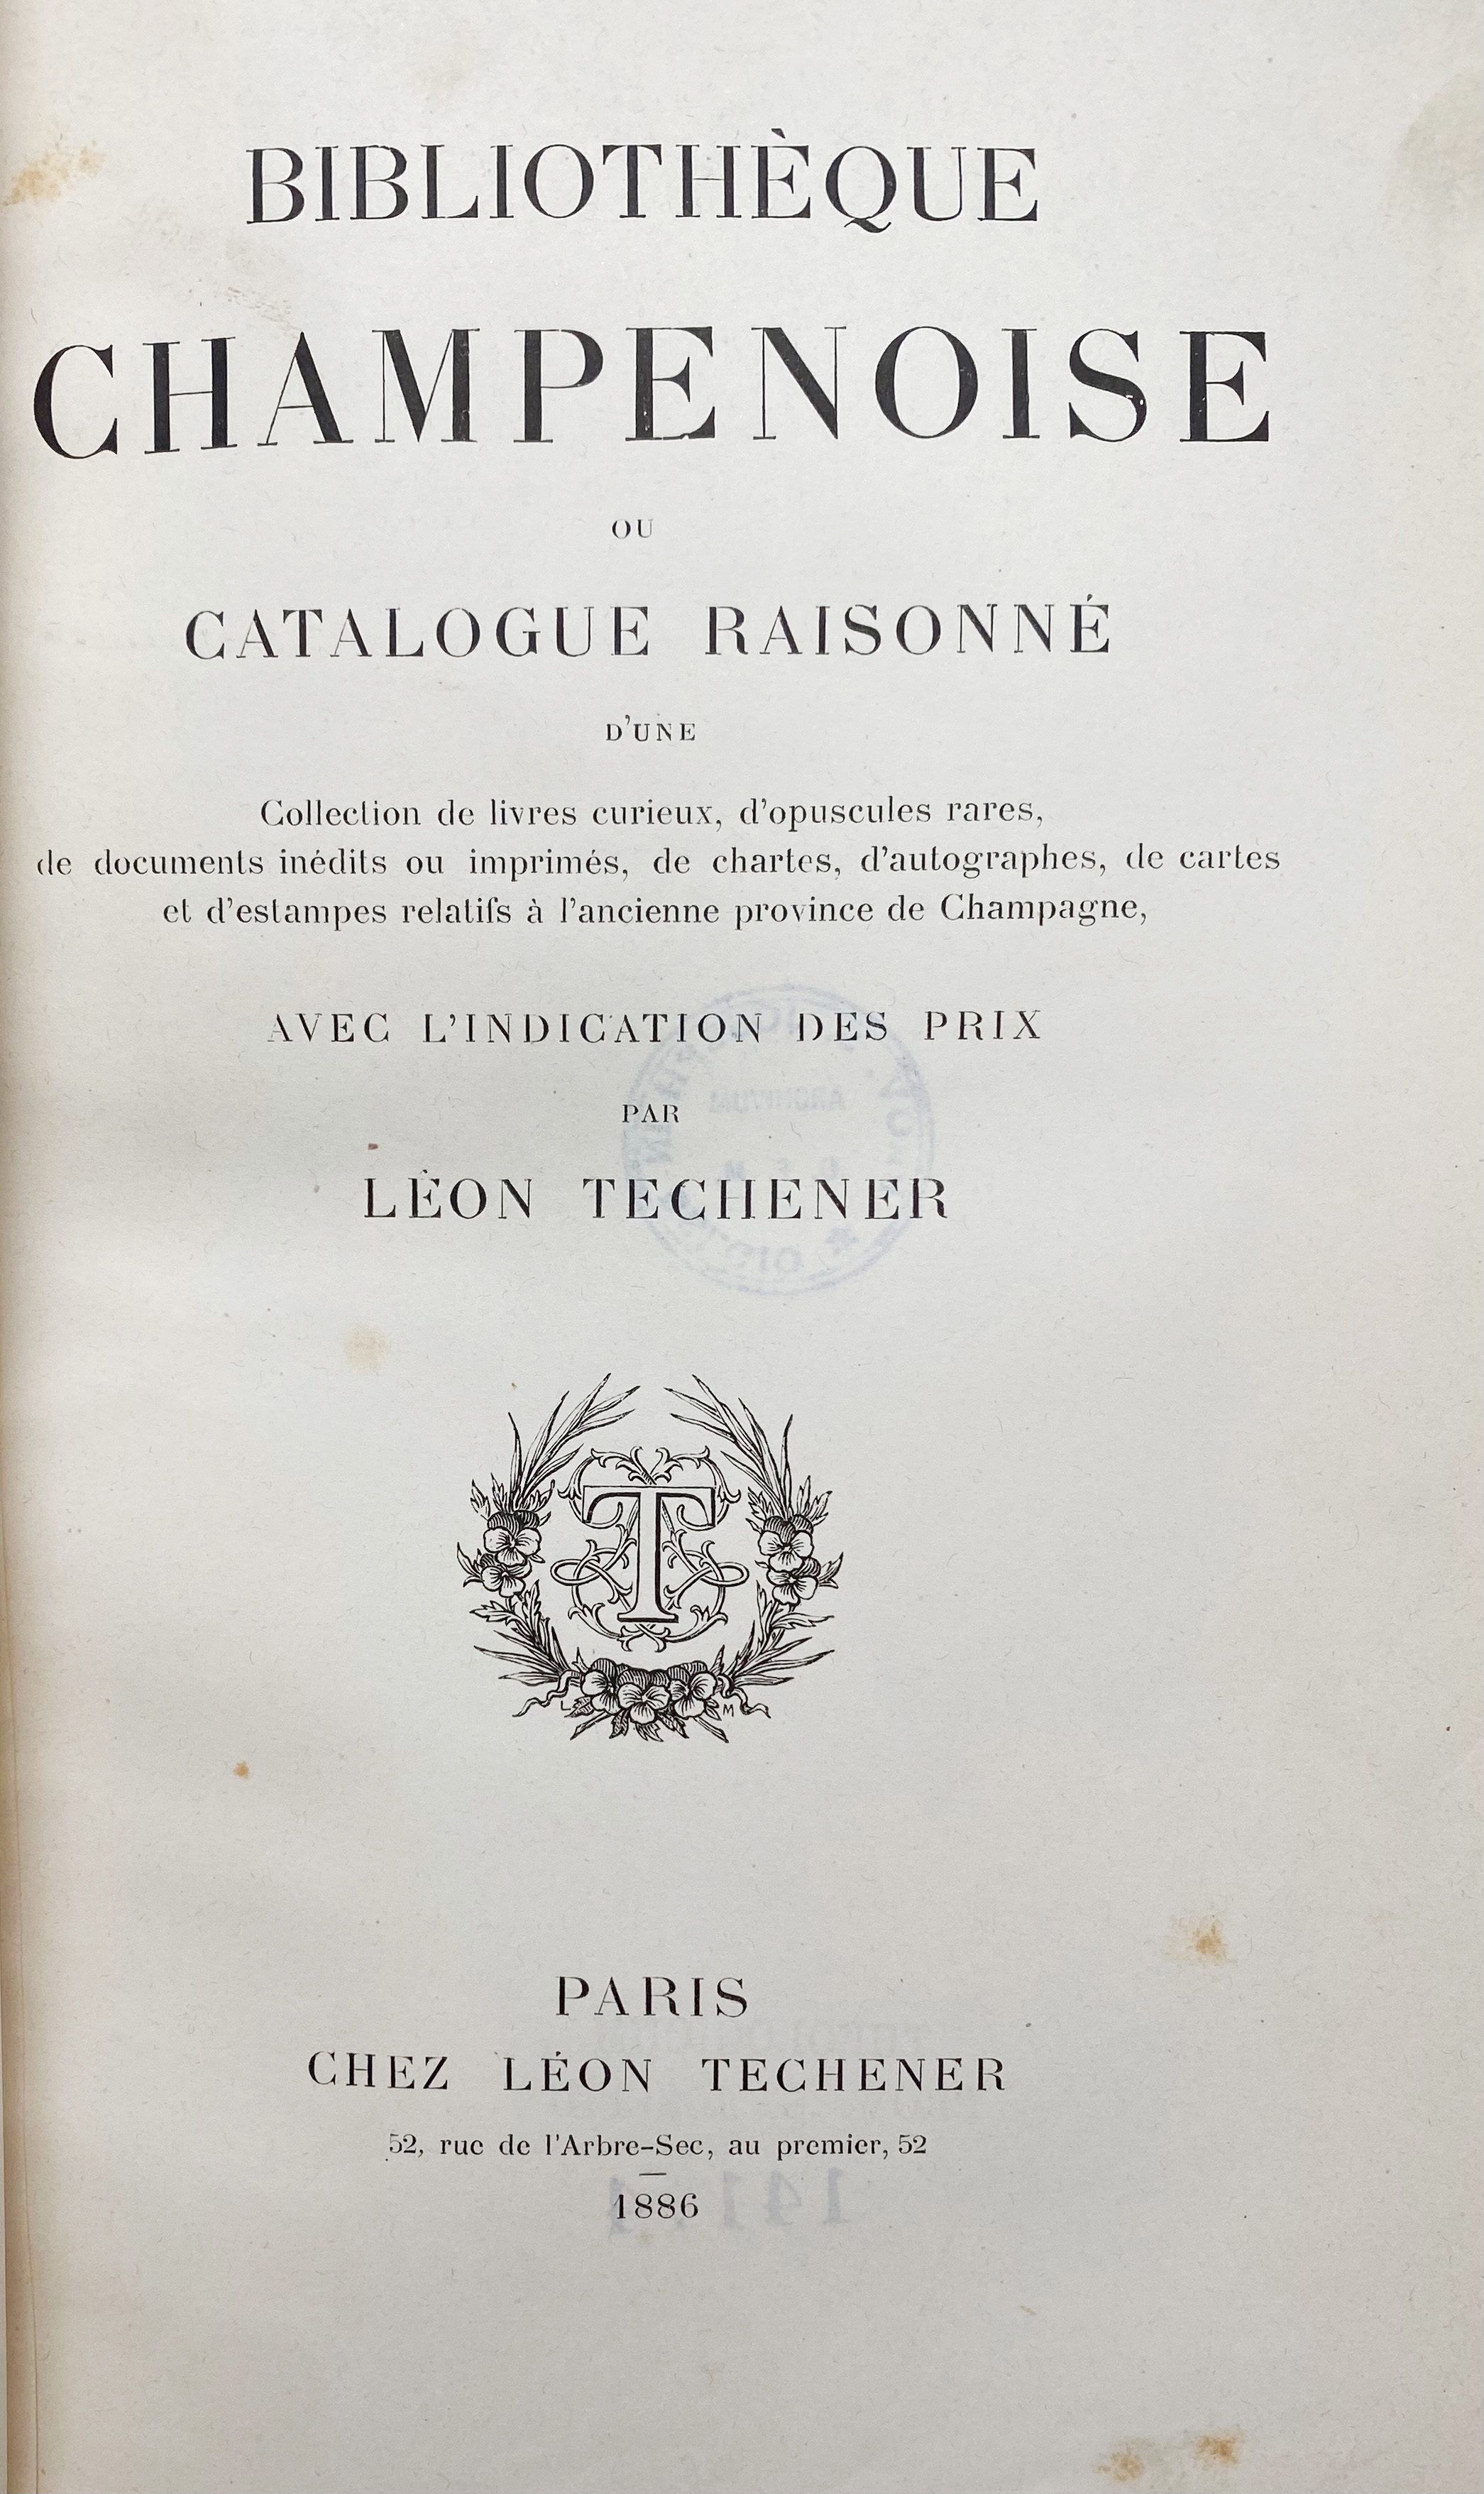 BIBLIOTHÈQUE
CHAMPENOISE
OU
CATALOGUE RAISONNÉ
D'UNE
Collection de livres curieux, d'opuscules rares,
de documents inédits ou imprimés, de chartes, d'autographes, de cartes
et d'estampes relatifs à l'ancienne province de Champagne,
AVEC L'INDICATION DES PRIX
PAR
LÉON TECHENER
T
L M
PARIS
CHEZ LÉON TECHENER
52, rue de l'Arbre-Sec, au premier, 52
1886